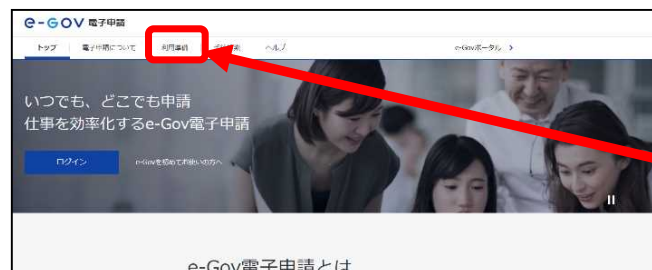 e-GOV 電子申請
トップ
電子申請について
利用準備
ヘルプ
e-Govポータル
いつでも、どこでも申請
仕事を効率化するe-Gov電子申請
ログイン
e-Govを初めてお使いの方へ
e-Gov電子申請とは